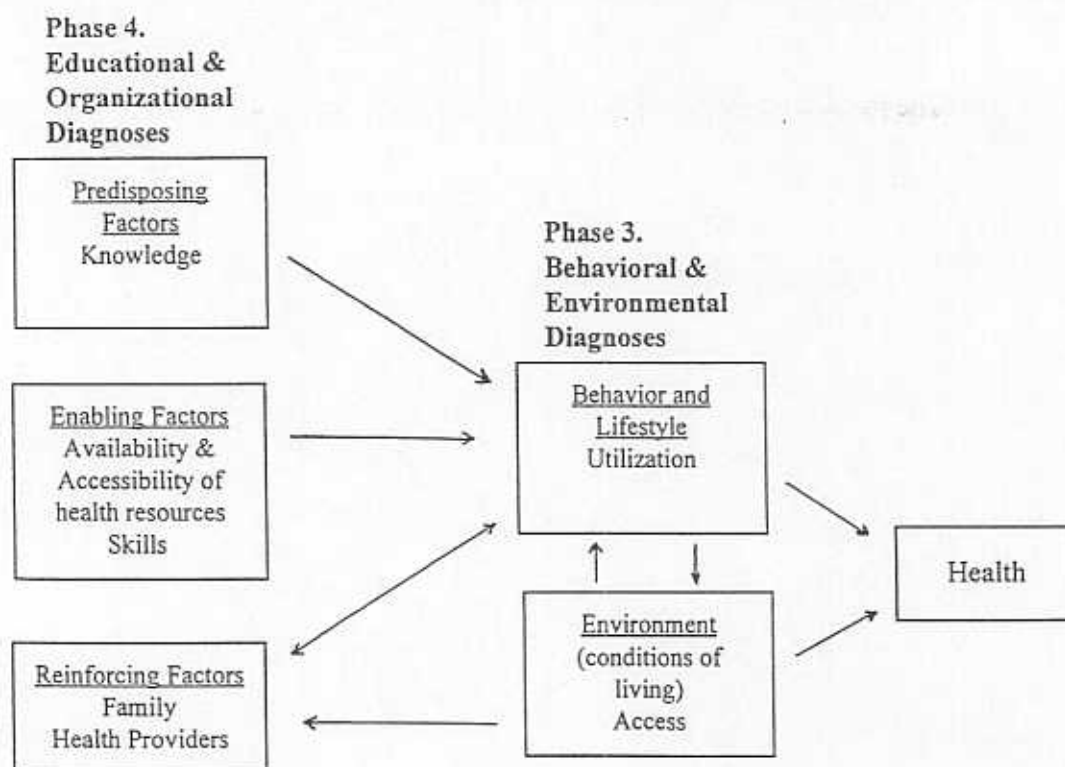 Phase 4.
Educational &
Organizational
Diagnoses
Predisposing
Factors
Knowledge
Enabling Factors
Availability &
Accessibility of
health resources
Skills
Reinforcing Factors
Family
Health Providers
Phase 3.
Behavioral &
Environmental
Diagnoses
Behavior and
Lifestyle
Utilization
Environment
(conditions of
living)
Access
Health